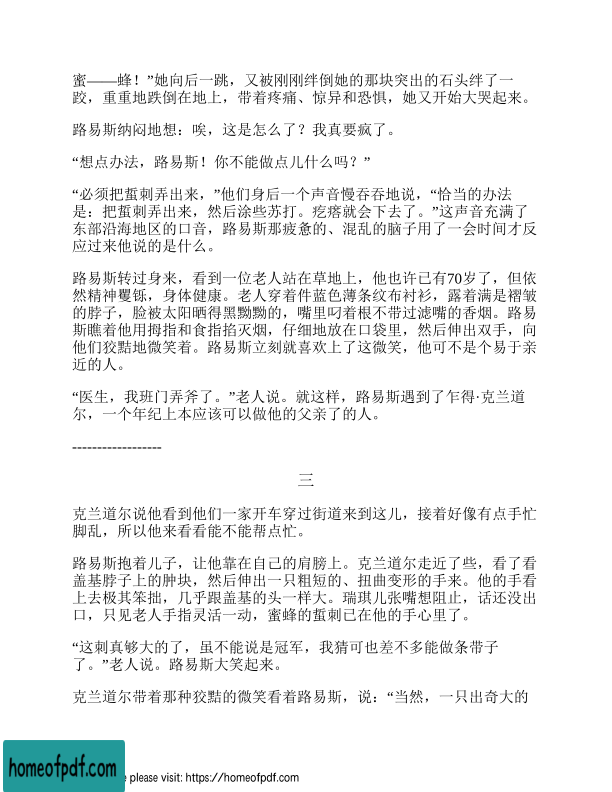 蜜——蜂！”她向后一跳，又被刚刚绊倒她的那块突出的石头绊了一
跤，重重地跌倒在地上，带着疼痛、惊异和恐惧，她又开始大哭起来。
路易斯纳闷地想：唉，这是怎么了？我真要疯了。
“想点办法，路易斯！你不能做点儿什么吗？”
“必须把蜇刺弄出来，”他们身后一个声音慢吞吞地说，“恰当的办法
是：把蜇刺弄出来，然后涂些苏打。疙瘩就会下去了。”这声音充满了
东部沿海地区的口音，路易斯那疲惫的、混乱的脑子用了一会时间才反
应过来他说的是什么。
路易斯转过身来，看到一位老人站在草地上，他也许已有70岁了，但依
然精神矍铄，身体健康。老人穿着件蓝色薄条纹布衬衫，露着满是褶皱
的脖子，脸被太阳晒得黑黝黝的，嘴里叼着根不带过滤嘴的香烟。路易
斯瞧着他用拇指和食指掐灭烟，仔细地放在口袋里，然后伸出双手，向
他们狡黠地微笑着。路易斯立刻就喜欢上了这微笑，他可不是个易于亲
近的人。
“医生，我班门弄斧了。”老人说。就这样，路易斯遇到了乍得·克兰道
尔，一个年纪上本应该可以做他的父亲了的人。
------------------
三
克兰道尔说他看到他们一家开车穿过街道来到这儿，接着好像有点手忙
脚乱，所以他来看看能不能帮点忙。
路易斯抱着儿子，让他靠在自己的肩膀上。克兰道尔走近了些，看了看
盖基脖子上的肿块，然后伸出一只粗短的、扭曲变形的手来。他的手看
上去极其笨拙，几乎跟盖基的头一样大。瑞琪儿张嘴想阻止，话还没出
口，只见老人手指灵活一动，蜜蜂的蜇刺已在他的手心里了。
“这刺真够大的了，虽不能说是冠军，我猜可也差不多能做条带子
了。”老人说。路易斯大笑起来。
克兰道尔带着那种狡黠的微笑看着路易斯，说：“当然，一只出奇大的
homeofpdf.com
e please visit: https://homeofpdf.com